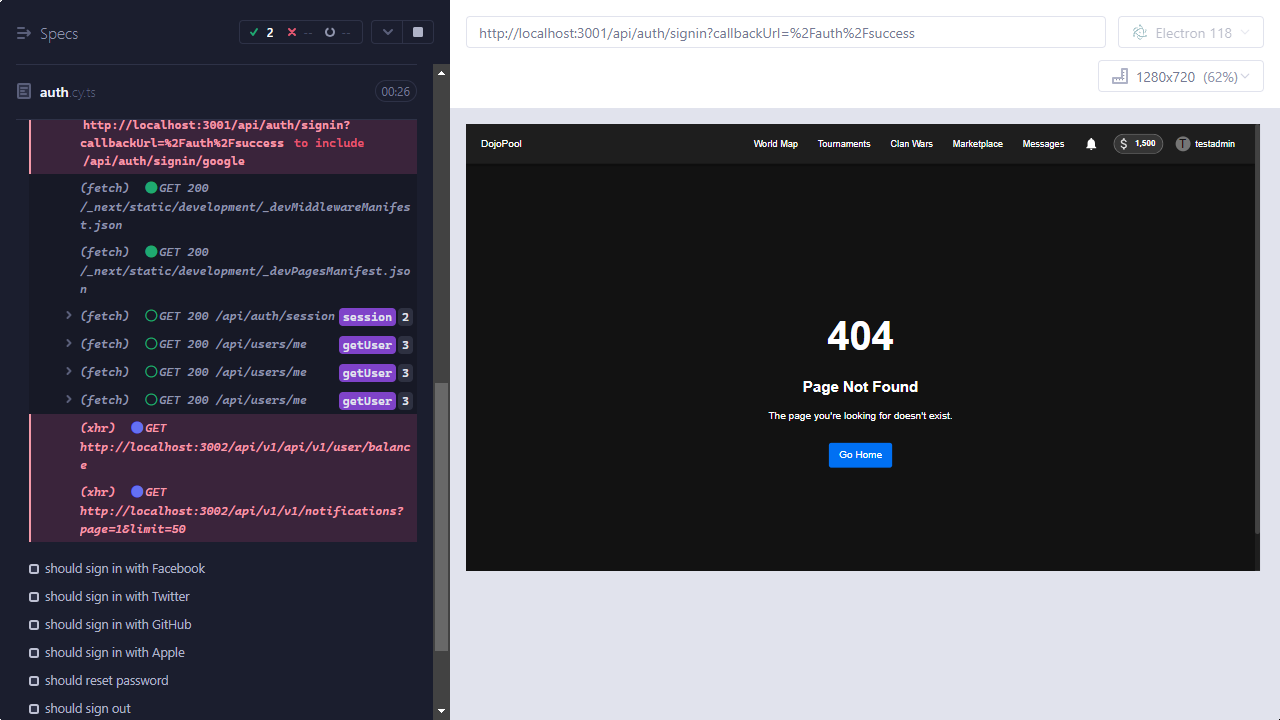 Specs
2
--
--
auth.cy.ts
00:26
http://localhost:3001/api/auth/signin?
callbackUrl=%2Fauth%2Fsuccess to include
/api/auth/signin/google
(fetch) GET 200
/_next/static/development/_devMiddlewareManifes
t.json
(fetch) GET 200
/_next/static/development/_devPagesManifest.jso
n
(fetch) GET 200 /api/auth/session session 2
(fetch) GET 200 /api/users/me getUser 3
(fetch) GET 200 /api/users/me getUser 3
(fetch) GET 200 /api/users/me getUser 3
(xhr) GET
http://localhost:3002/api/v1/api/v1/user/balanc
e
(xhr) GET
http://localhost:3002/api/v1/v1/notifications?
page=1&limit=50
should sign in with Facebook
should sign in with Twitter
should sign in with GitHub
should sign in with Apple
should reset password
should sign out
http://localhost:3001/api/auth/signin?callbackUrl=%2Fauth%2Fsuccess
Electron 118
1280x720 (62%)
DojoPool
World Map
Tournaments
Clan Wars
Marketplace
Messages
$ 1,500
T testadmin
404
Page Not Found
The page you're looking for doesn't exist.
Go Home